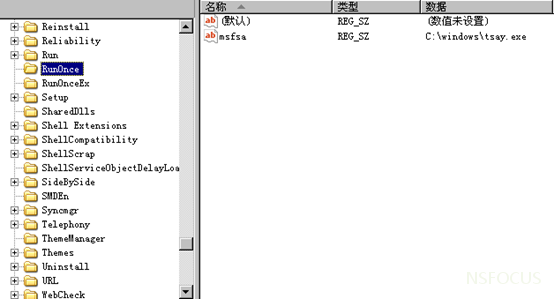 Reinstall
Reliability
Run
RunOnce
RunOnceEx
Setup
SharedDlls
Shell Extensions
ShellCompatibility
ShellScrap
ShellServiceObjectDelayLoa
SideBySide
SMDEn
Syncmgr
Telephony
ThemeManager
Themes
Uninstall
URL
WebCheck
名称 类型 数据
(默认) REG_SZ (数值未设置)
msfsa REG_SZ C:\windows\tsay.exe
NSFOCUS